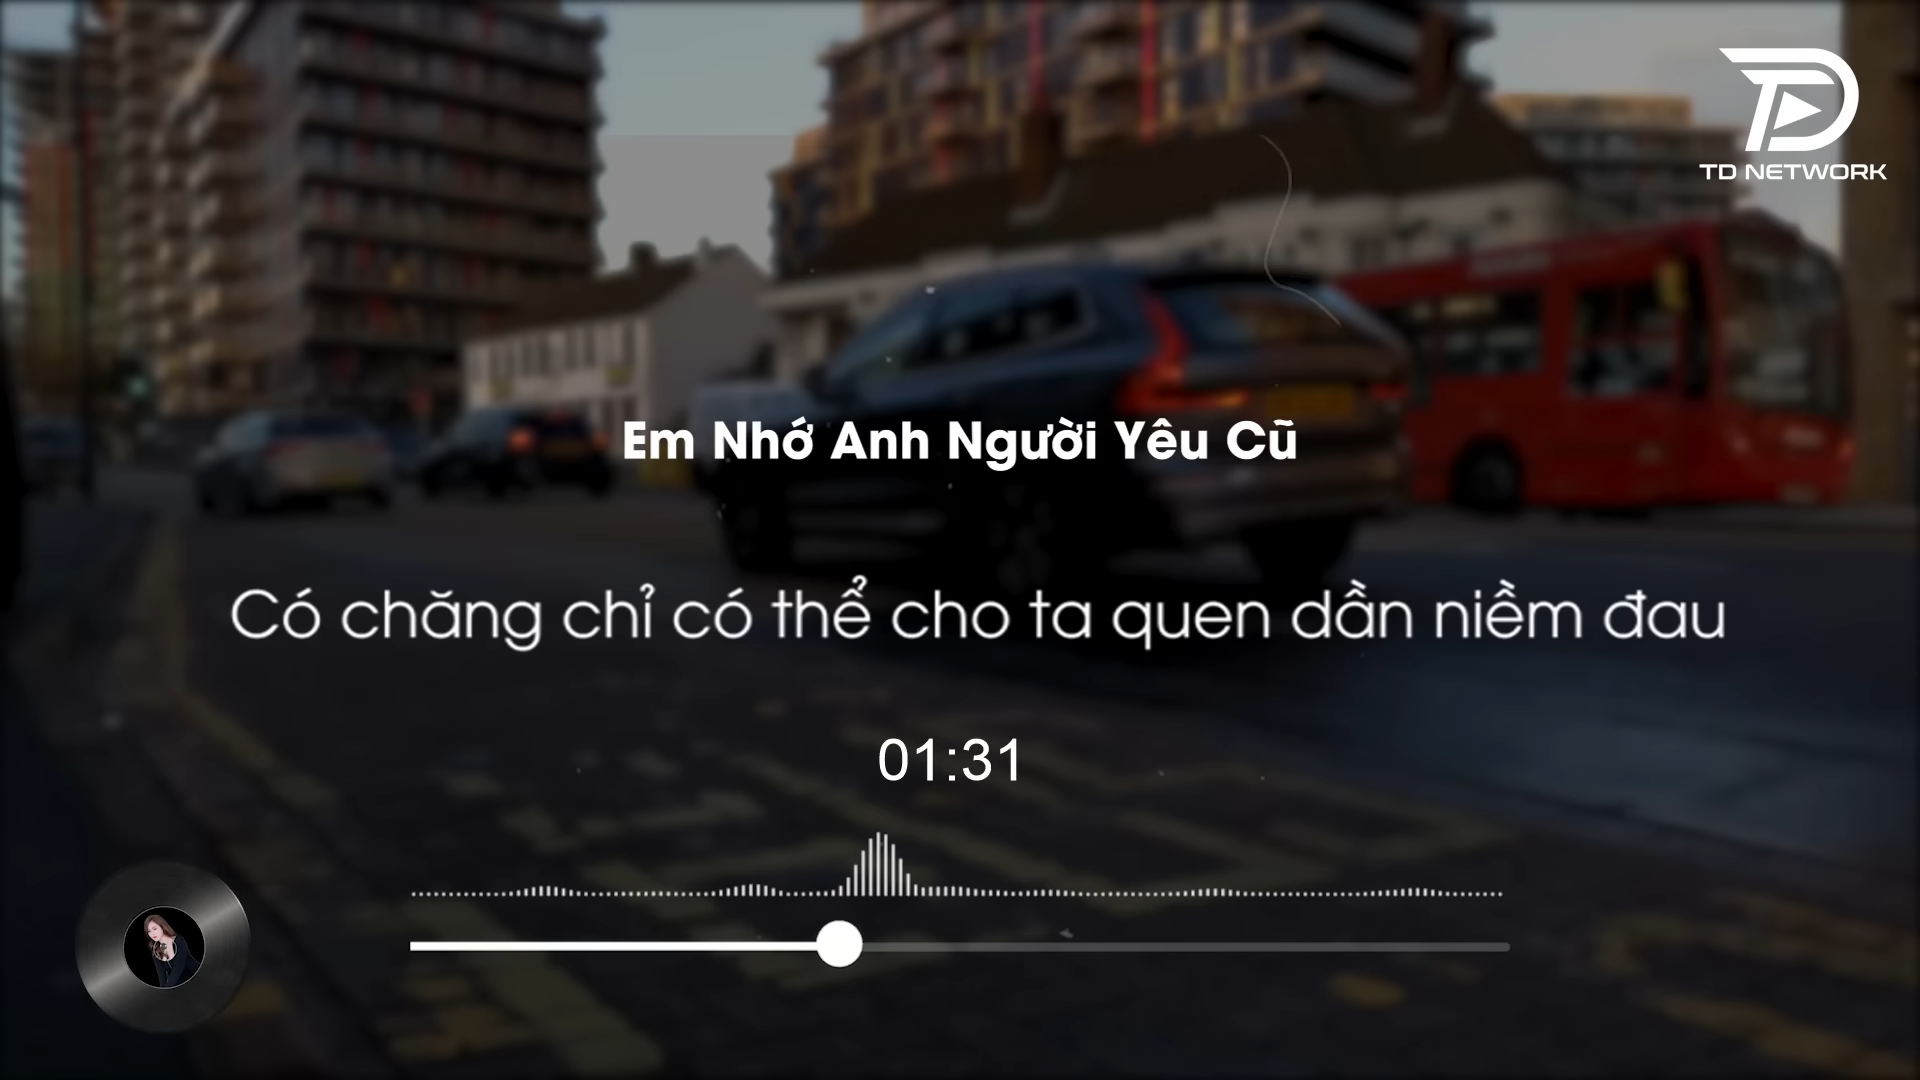 TD NETWORK
Em Nhớ Anh Người Yêu Cũ
Có chăng chỉ có thể cho ta quen dần niềm đau
01:31